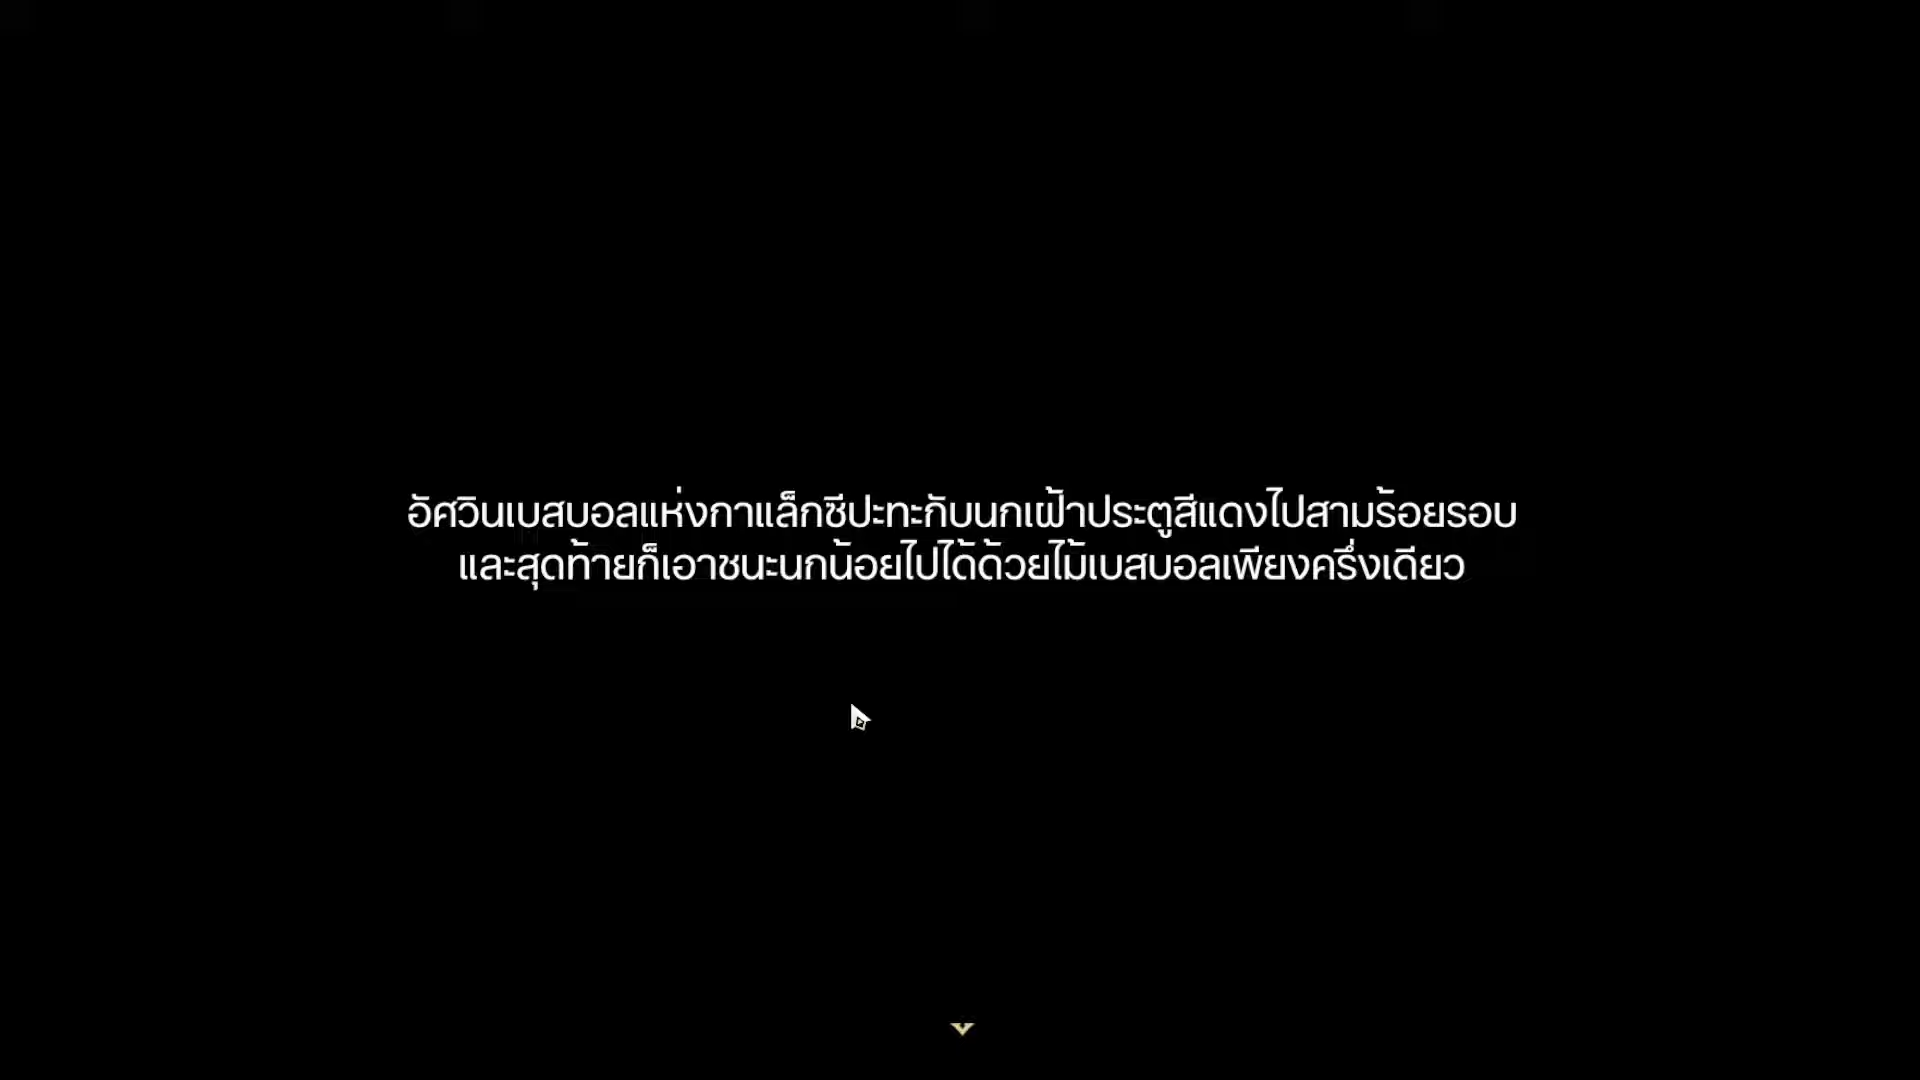 อัศวินเบสบอลแห่งกาแล็กซีปะทะกับนกเฝ้าประตูสีแดงไปสามร้อยรอบ
และสุดท้ายก็เอาชนะนกน้อยไปได้ด้วยไม้เบสบอลเพียงครึ่งเดียว